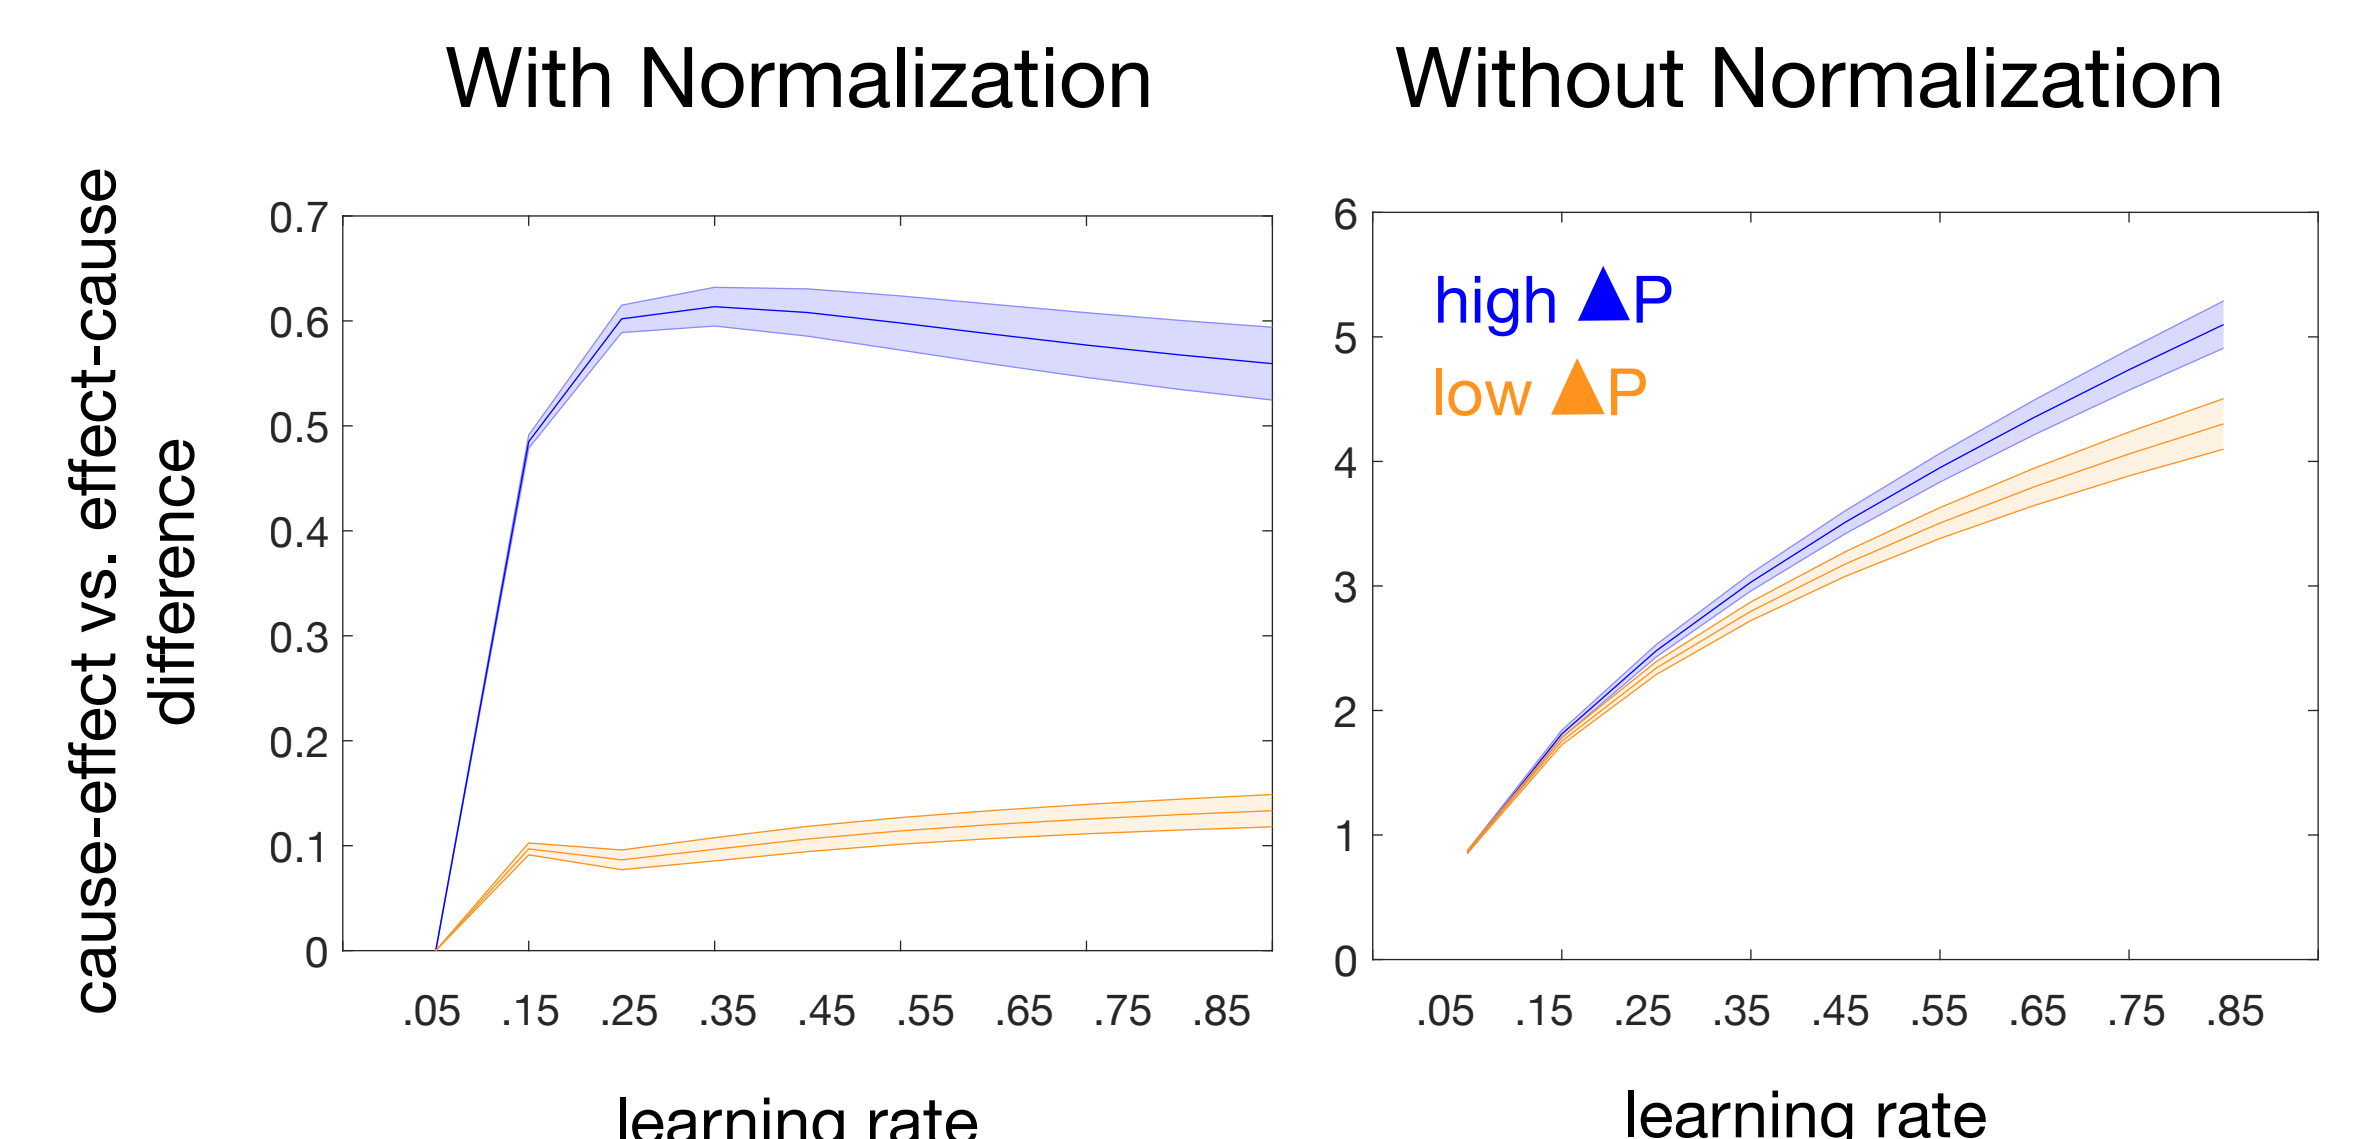 With Normalization
Without Normalization
cause-effect vs. effect-cause
difference
0.7
0.6
0.5
0.4
0.3
0.2
0.1
0
.05 .15 .25 .35 .45 .55 .65 .75 .85
learning rate
6
5
4
3
2
1
0
high ▲P
low ▲P
.05 .15 .25 .35 .45 .55 .65 .75 .85
learning rate